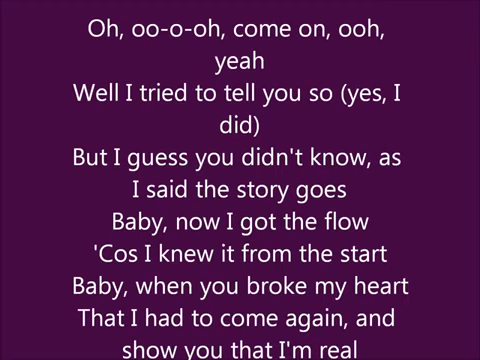 Oh, oo-o-oh, come on, ooh,
yeah
Well I tried to tell you so (yes, I
did)
But I guess you didn't know, as
I said the story goes
Baby, now I got the flow
'Cos I knew it from the start
Baby, when you broke my heart
That I had to come again, and
show you that I'm real